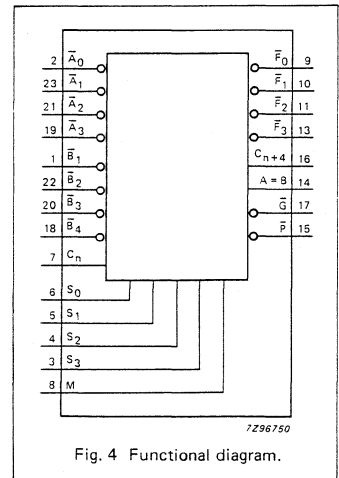 2 A̅0 F̅0 9
23 A̅1 F̅1 10
21 A̅2 F̅2 11
19 A̅3 F̅3 13
Cn+4 16
1 B̅1
A = B 14
22 B̅2
20 B̅3 G̅ 17
18 B̅4 P̅ 15
7 Cn
6 S0
5 S1
4 S2
3 S3
8 M
7Z96750
Fig. 4 Functional diagram.